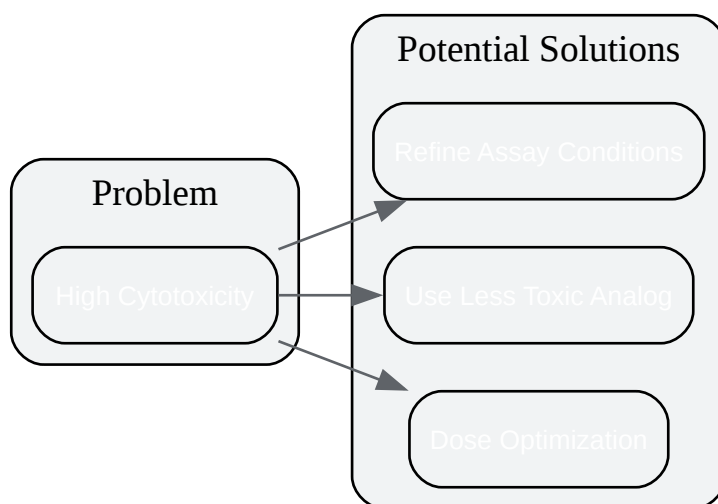 Potential Solutions
Refine Assay Conditions
Problem
High Cytotoxicity
Use Less Toxic Analog
Dose Optimization